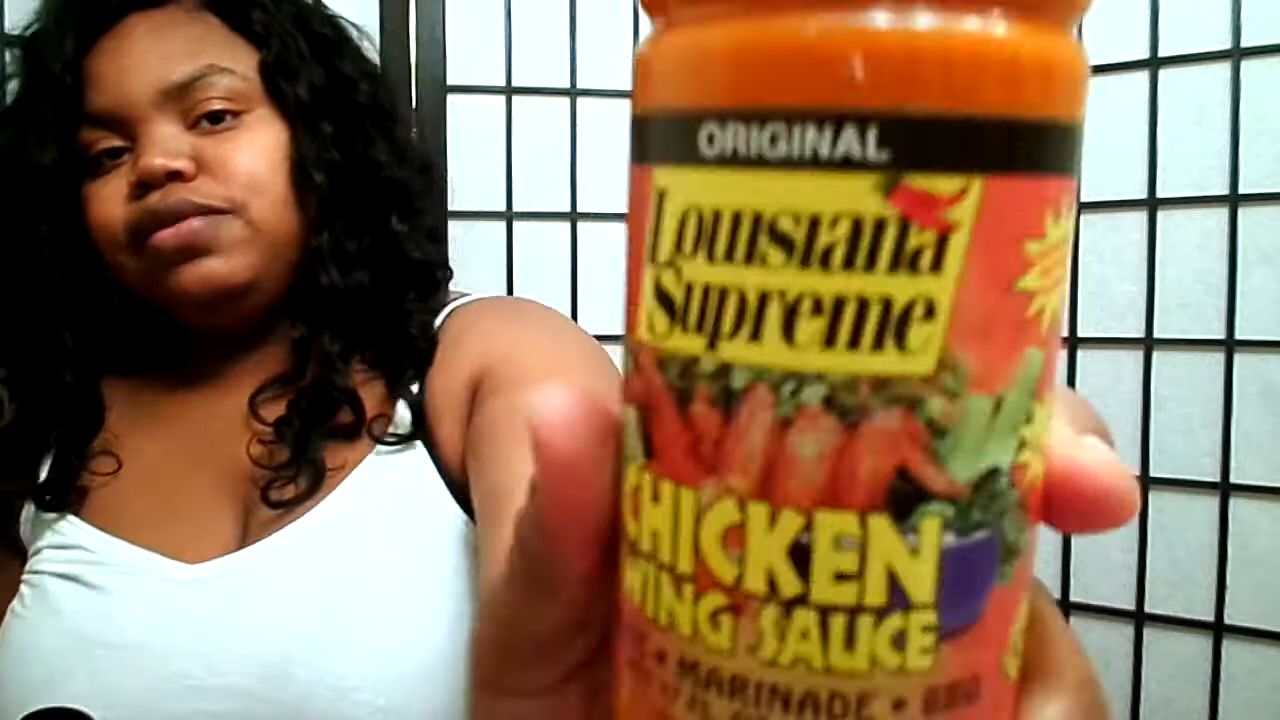 ORIGINAL
Louisiana
Supreme
CHICKEN
WING SAUCE
• MARINADE • BBQ